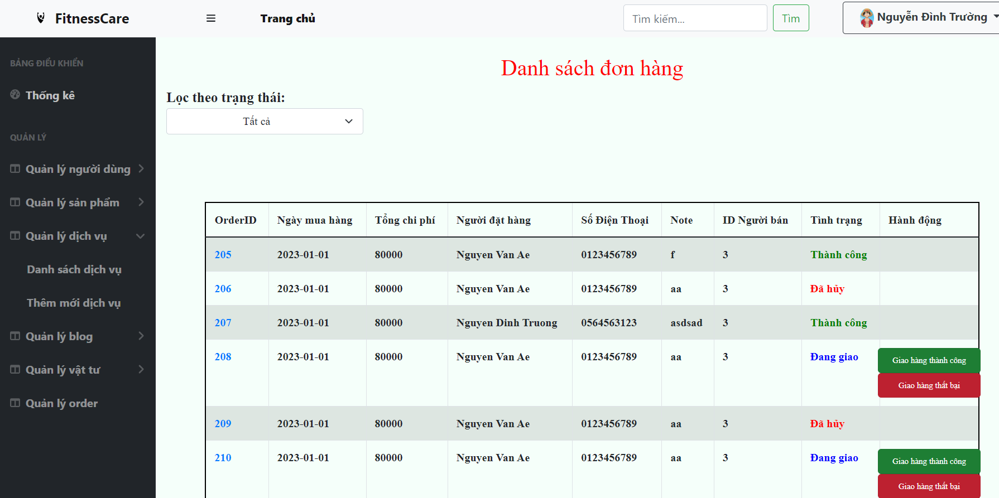 FitnessCare
Trang chủ
Tìm kiếm...
Tìm
Nguyễn Đình Trường
BẢNG ĐIỀU KHIỂN
Thống kê
QUẢN LÝ
Quản lý người dùng
Quản lý sản phẩm
Quản lý dịch vụ
Danh sách dịch vụ
Thêm mới dịch vụ
Quản lý blog
Quản lý vật tư
Quản lý order
Danh sách đơn hàng
Lọc theo trạng thái:
Tất cả
OrderID Ngày mua hàng Tổng chi phí Người đặt hàng Số Điện Thoại Note ID Người bán Tình trạng Hành động
205 2023-01-01 80000 Nguyen Van Ae 0123456789 f 3 Thành công
206 2023-01-01 80000 Nguyen Van Ae 0123456789 aa 3 Đã hủy
207 2023-01-01 80000 Nguyen Dinh Truong 0564563123 asdsad 3 Thành công
208 2023-01-01 80000 Nguyen Van Ae 0123456789 aa 3 Đang giao Giao hàng thành công
Giao hàng thất bại
209 2023-01-01 80000 Nguyen Van Ae 0123456789 aa 3 Đã hủy
210 2023-01-01 80000 Nguyen Van Ae 0123456789 aa 3 Đang giao Giao hàng thành công
Giao hàng thất bại